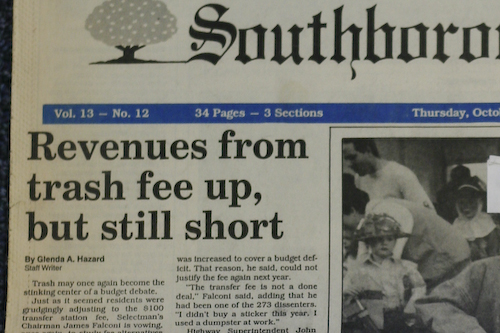 Southboro
Vol. 13 — No. 12
34 Pages — 3 Sections
Thursday, Octo
Revenues from
trash fee up,
but still short
By Glenda A. Hazard
Staff Writer
Trash may once again become the
stinking center of a budget debate.
Just as it seemed residents were
grudgingly adjusting to the $100
transfer station fee, Selectman's
Chairman James Falconi is vowing,
was increased to cover a budget def-
icit. That reason, he said, could not
justify the fee again next year.
"The transfer fee is not a done
deal," Falconi said, adding that he
had been one of the 273 dissenters.
"I didn't buy a sticker this year. I
used a dumpster at work."
Highway Superintendent John